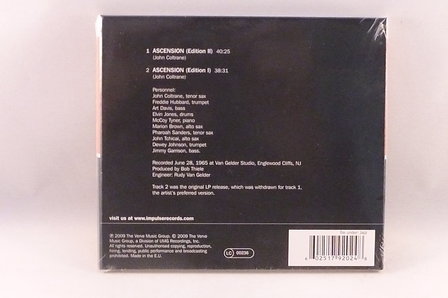 1 ASCENSION (Edition II) 40:25
(John Coltrane)
2 ASCENSION (Edition I) 38:31
(John Coltrane)
Personnel:
John Coltrane, tenor sax
Freddie Hubbard, trumpet
Art Davis, bass
Elvin Jones, drums
McCoy Tyner, piano
Marion Brown, alto sax
Pharoah Sanders, tenor sax
John Tchicai, alto sax
Dewey Johnson, trumpet
Jimmy Garrison, bass.
Recorded June 28, 1965 at Van Gelder Studio, Englewood Cliffs, NJ
Produced by Bob Thiele
Engineer: Rudy Van Gelder
Track 2 was the original LP release, which was withdrawn for track 1,
the artist's preferred version.
visit us at www.impulserecords.com
℗ 2009 The Verve Music Group. © 2009 The Verve
Music Group, a Division of UMG Recordings, Inc.
All rights reserved. Unauthorised copying, reproduction,
hiring, lending, public performance and broadcasting
prohibited. Made in the E.U.
LC 00236
6 02517 92024 8